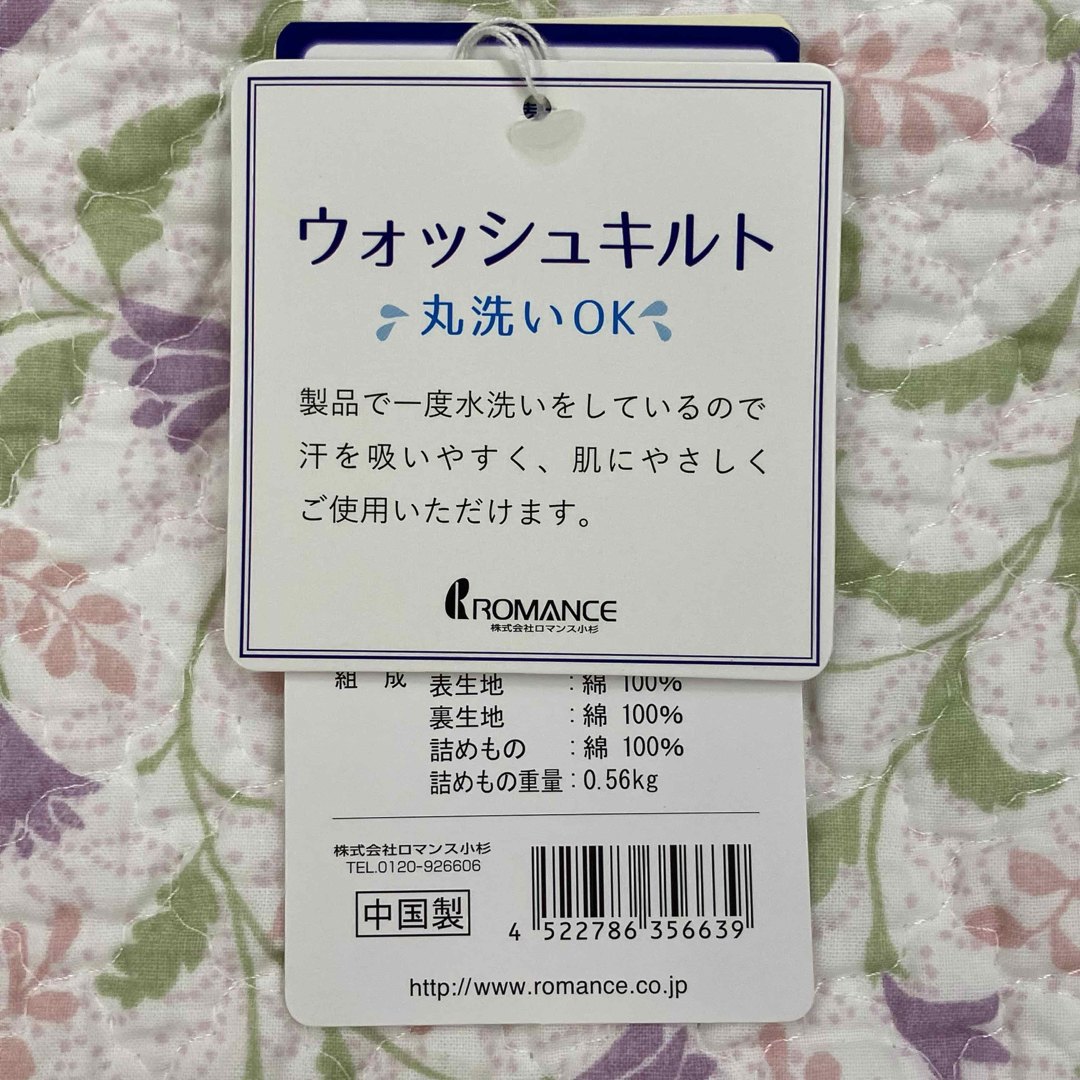 ウォッシュキルト
丸洗いOK
製品で一度水洗いをしているので
汗を吸いやすく、肌にやさしく
ご使用いただけます。
ROMANCE
株式会社ロマンス小杉
組 成 表生地 : 綿 100%
裏生地 : 綿 100%
詰めもの : 綿 100%
詰めもの重量 : 0.56kg
株式会社ロマンス小杉
TEL.0120-926606
中国製
4 522786 356639
http://www.romance.co.jp